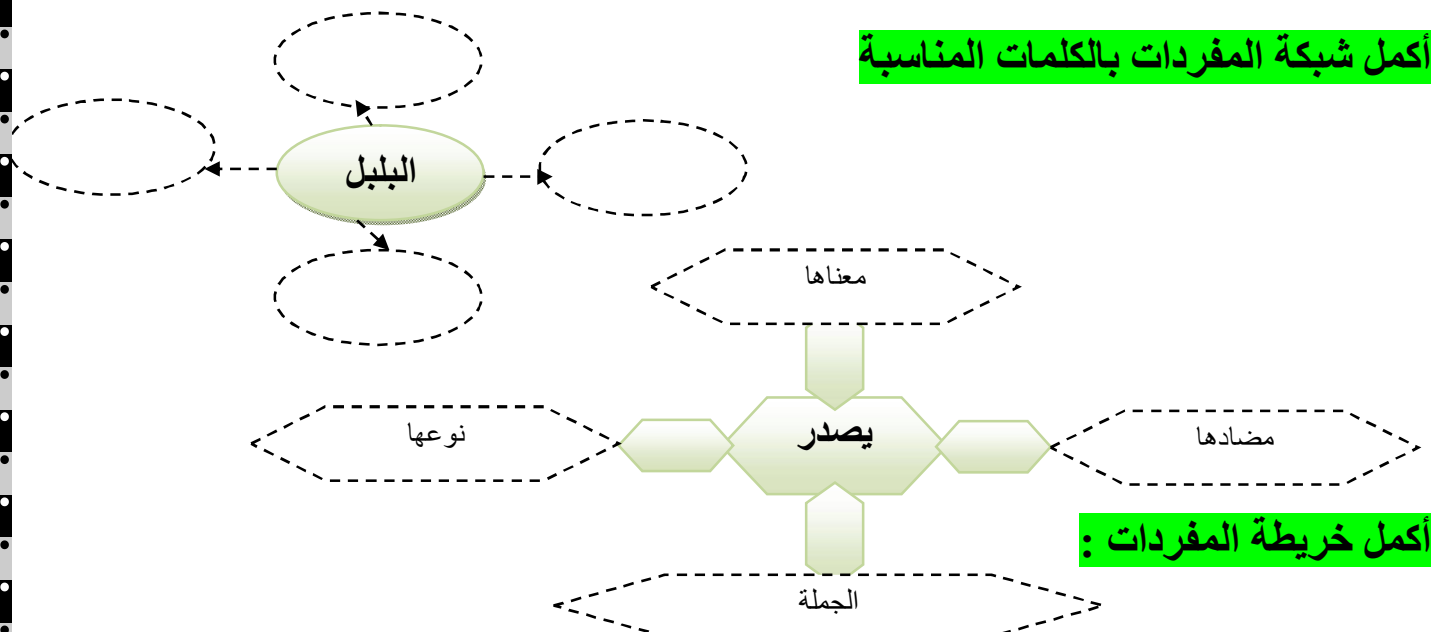 أكمل شبكة المفردات بالكلمات المناسبة
البلبل
معناها
مضادها
يصدر
نوعها
أكمل خريطة المفردات :
الجملة